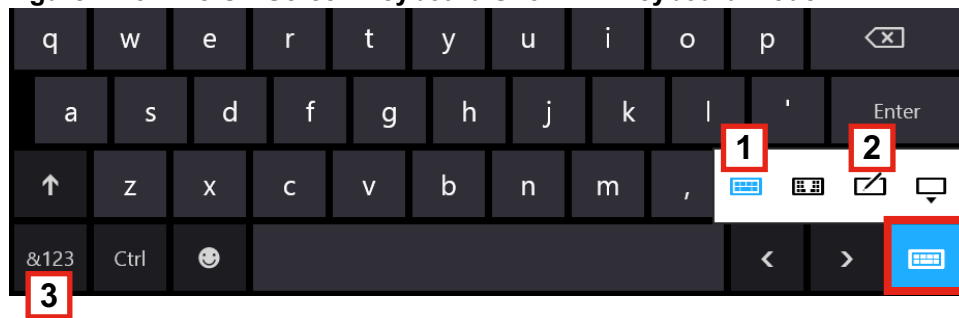 q w e r t y u i o p
a s d f g h j k l ' Enter
1 2
z x c v b n m ,
&123 Ctrl < >
3